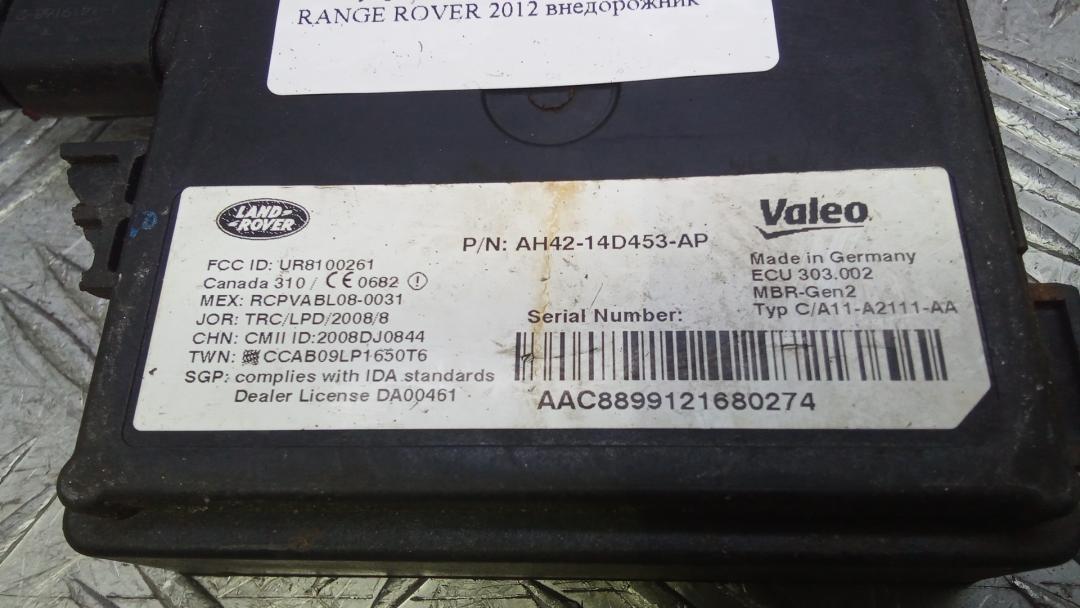 RANGE ROVER 2012 внедорожник
LAND-
-ROVER
Valeo
P/N: AH42-14D453-AP
FCC ID: UR8100261
Canada 310 / CE 0682
MEX: RCPVABL08-0031
JOR: TRC/LPD/2008/8
CHN: CMII ID:2008DJ0844
TWN: CCAB09LP1650T6
SGP: complies with IDA standards
Dealer License DA00461
Made in Germany
ECU 303.002
MBR-Gen2
Typ C/A11-A2111-AA
Serial Number:
AAC8899121680274